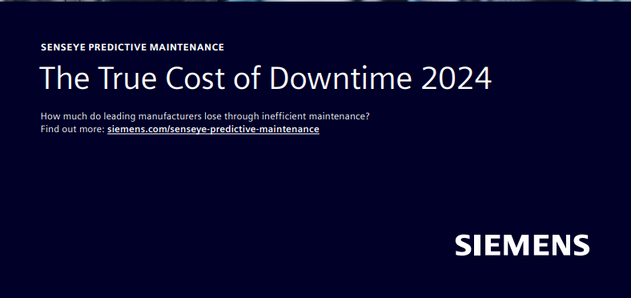 SENSEYE PREDICTIVE MAINTENANCE
The True Cost of Downtime 2024
How much do leading manufacturers lose through inefficient maintenance?
Find out more: siemens.com/senseye-predictive-maintenance
SIEMENS